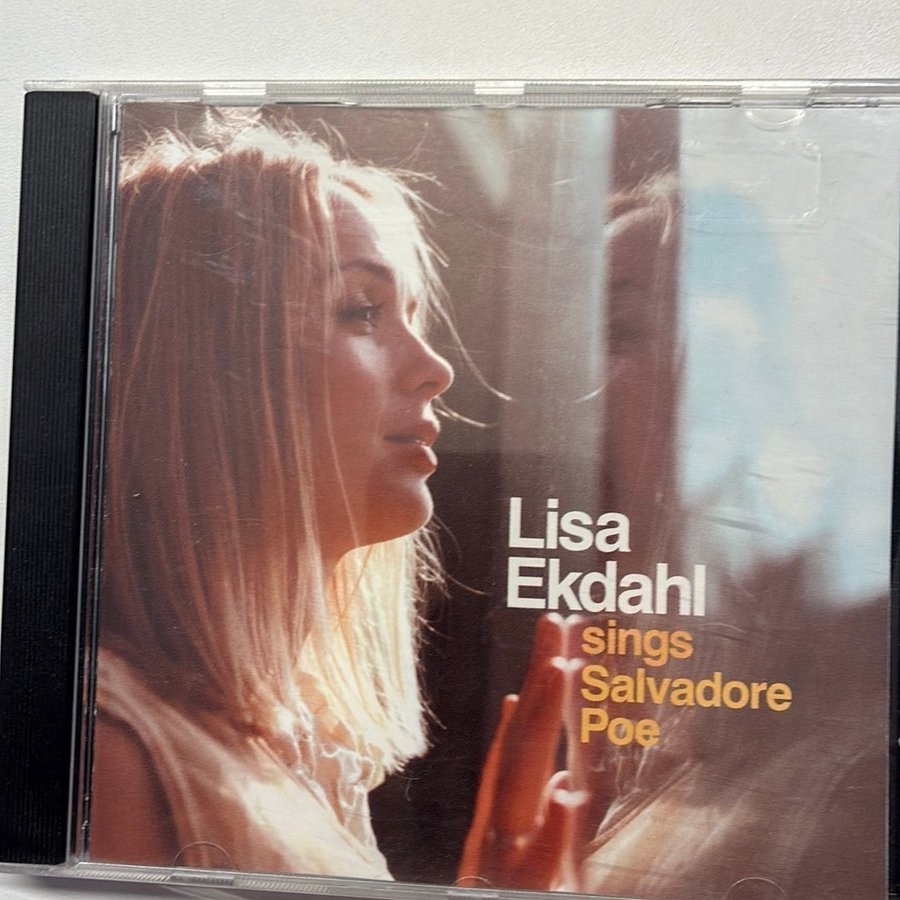 Lisa
Ekdahl
sings
Salvadore
Poe